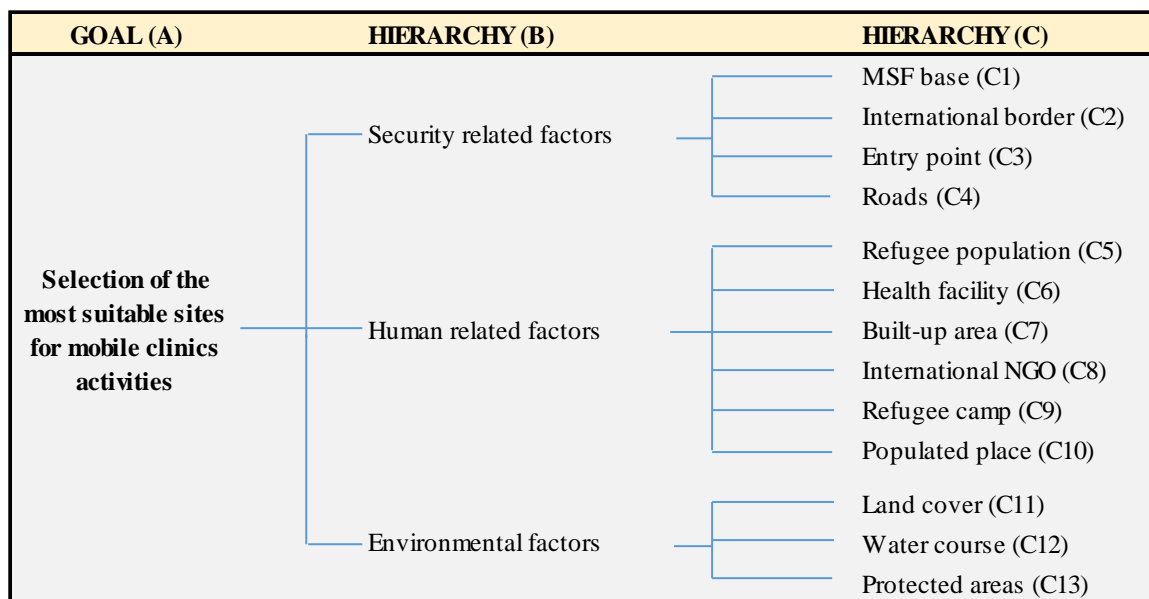 GOAL (A) HIERARCHY (B) HIERARCHY (C)
MSF base (C1)
International border (C2)
Security related factors
Entry point (C3)
Roads (C4)
Refugee population (C5)
Selection of the
most suitable sites
for mobile clinics
activities
Health facility (C6)
Human related factors
Built-up area (C7)
International NGO (C8)
Refugee camp (C9)
Populated place (C10)
Land cover (C11)
Environmental factors
Water course (C12)
Protected areas (C13)